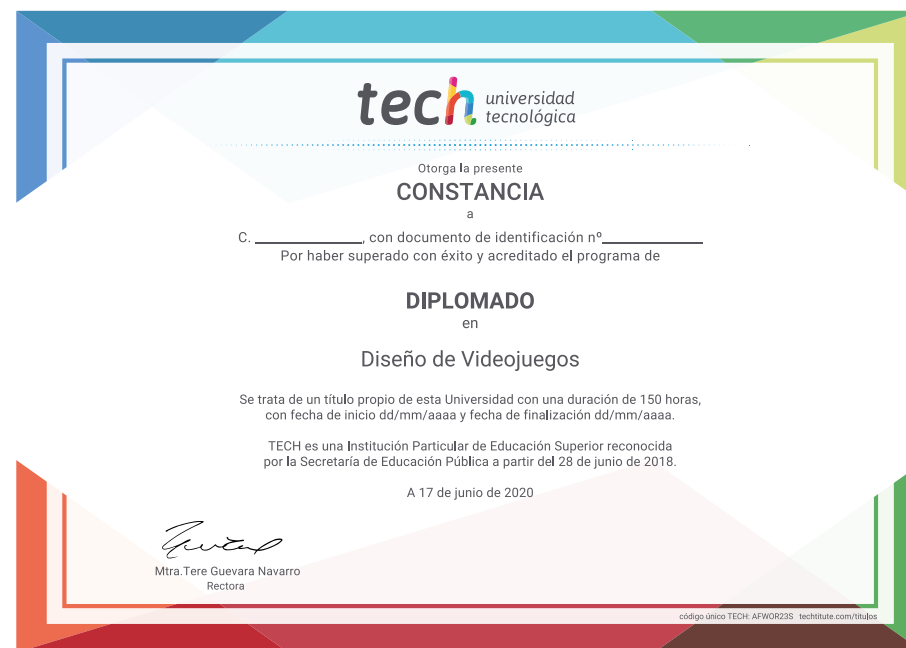 tech universidad
tecnológica
Otorga la presente
CONSTANCIA
a
C. ____________, con documento de identificación nº____________
Por haber superado con éxito y acreditado el programa de
DIPLOMADO
en
Diseño de Videojuegos
Se trata de un título propio de esta Universidad con una duración de 150 horas,
con fecha de inicio dd/mm/aaaa y fecha de finalización dd/mm/aaaa.
TECH es una Institución Particular de Educación Superior reconocida
por la Secretaría de Educación Pública a partir del 28 de junio de 2018.
A 17 de junio de 2020
Mtra.Tere Guevara Navarro
Rectora
código único TECH: AFWOR23S techtitute.com/titulos